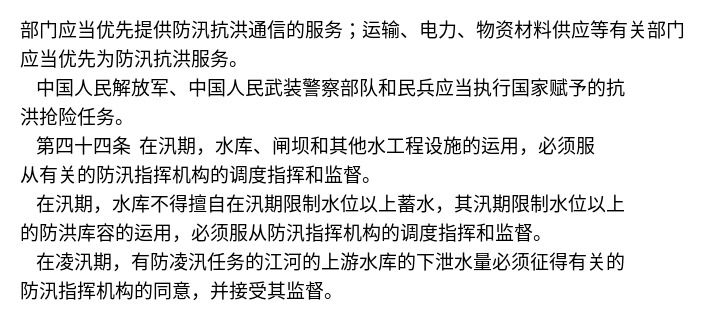 部门应当优先提供防汛抗洪通信的服务；运输、电力、物资材料供应等有关部门
应当优先为防汛抗洪服务。
中国人民解放军、中国人民武装警察部队和民兵应当执行国家赋予的抗
洪抢险任务。
第四十四条 在汛期，水库、闸坝和其他水工程设施的运用，必须服
从有关的防汛指挥机构的调度指挥和监督。
在汛期，水库不得擅自在汛期限制水位以上蓄水，其汛期限制水位以上
的防洪库容的运用，必须服从防汛指挥机构的调度指挥和监督。
在凌汛期，有防凌汛任务的江河的上游水库的下泄水量必须征得有关的
防汛指挥机构的同意，并接受其监督。